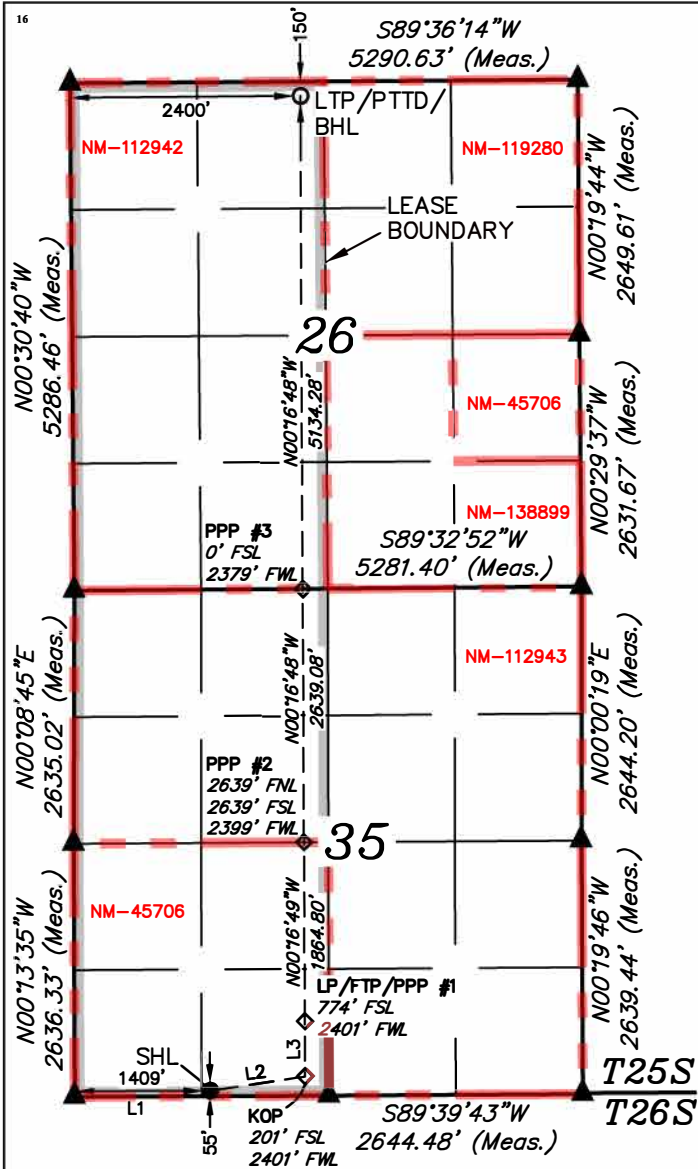 16
150'
S89°36'14"W
5290.63' (Meas.)
2400'
LTP/PTTD/
BHL
NM-112942
NM-119280
LEASE
BOUNDARY
N00°19'44"W
2649.61' (Meas.)
N00°30'40"W
5286.46' (Meas.)
26
N00°16'48"W
5134.28'
NM-45706
N00°29'37"W
2631.67' (Meas.)
NM-138899
PPP #3
0' FSL
2379' FWL
S89°32'52"W
5281.40' (Meas.)
NM-112943
N00°08'45"E
2635.02' (Meas.)
N00°16'48"W
2639.08'
N00°00'19"E
2644.20' (Meas.)
PPP #2
2639' FNL
2639' FSL
2399' FWL
35
NM-45706
N00°13'35"W
2636.33' (Meas.)
N00°16'49"W
1864.80'
N00°19'46"W
2639.44' (Meas.)
LP/FTP/PPP #1
774' FSL
2401' FWL
SHL
1409'
L1
L2
L3
55'
KOP
201' FSL
2401' FWL
S89°39'43"W
2644.48' (Meas.)
T25S
T26S